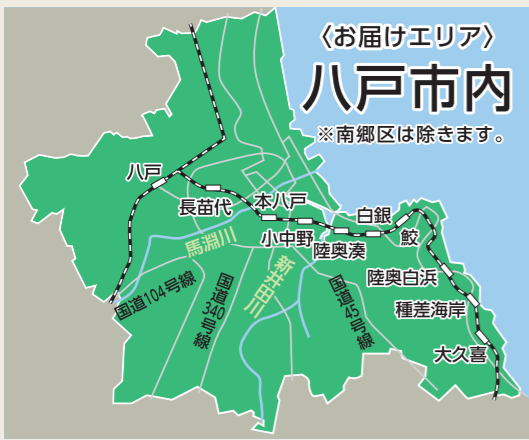 〈お届けエリア〉
八戸市内
※南郷区は除きます。
八戸
長苗代
本八戸
小中野
陸奥湊
白銀
鮫
陸奥白浜
種差海岸
大久喜
馬淵川
新井田川
国道104号線
国道340号線
国道45号線